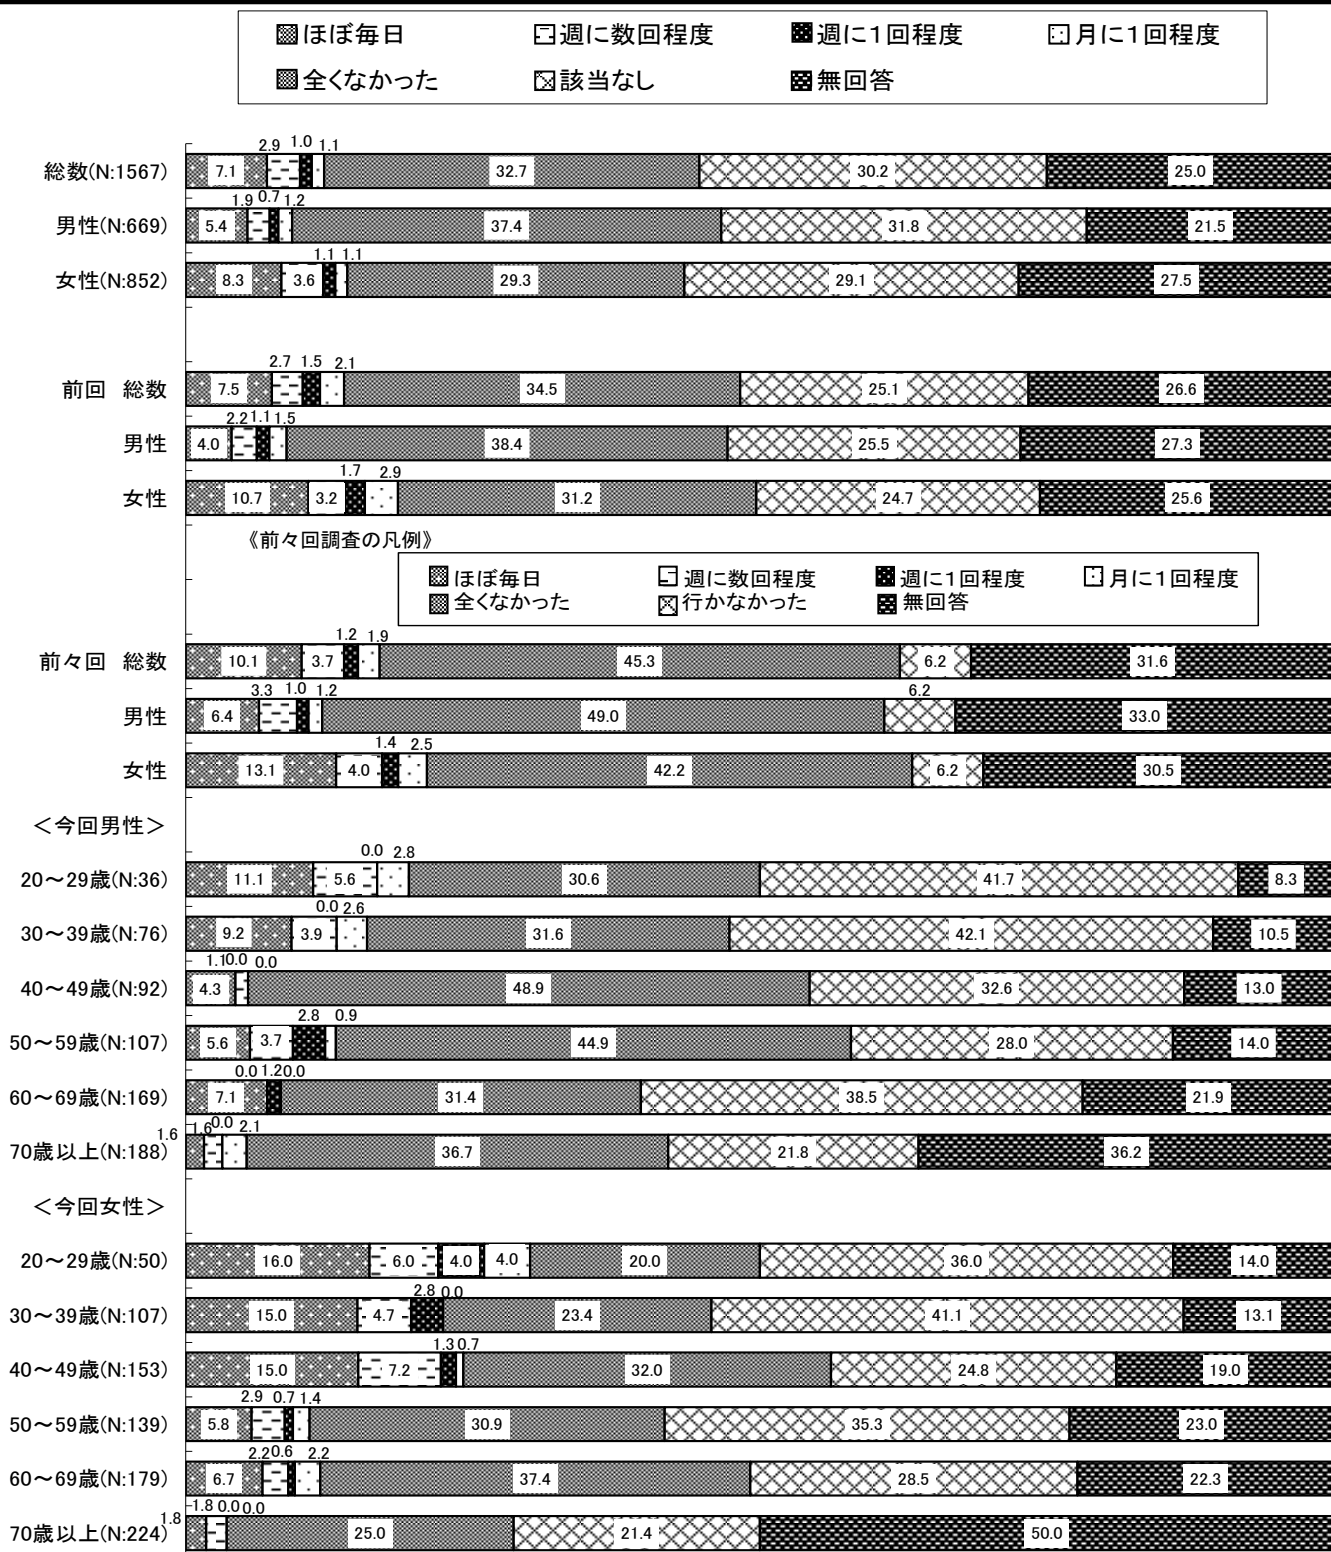 ほぼ毎日 週に数回程度 週に1回程度 月に1回程度
全くなかった 該当なし 無回答
2.9 1.0 1.1
総数(N:1567) 7.1 32.7 30.2 25.0
1.9 0.7 1.2
男性(N:669) 5.4 37.4 31.8 21.5
1.1 1.1
女性(N:852) 8.3 3.6 29.3 29.1 27.5
2.7 1.5 2.1
前回 総数 7.5 34.5 25.1 26.6
2.2 1.1 1.5
男性 4.0 38.4 25.5 27.3
1.7 2.9
女性 10.7 3.2 31.2 24.7 25.6
《前々回調査の凡例》
ほぼ毎日 週に数回程度 週に1回程度 月に1回程度
全くなかった 行かなかった 無回答
1.2 1.9
前々回 総数 10.1 3.7 45.3 6.2 31.6
3.3 1.0 1.2 6.2
男性 6.4 49.0 33.0
1.4 2.5
女性 13.1 4.0 42.2 6.2 30.5
＜今回男性＞
0.0 2.8
20～29歳(N:36) 11.1 5.6 30.6 41.7 8.3
0.0 2.6
30～39歳(N:76) 9.2 3.9 31.6 42.1 10.5
1.1 0.0 0.0
40～49歳(N:92) 4.3 48.9 32.6 13.0
2.8 0.9
50～59歳(N:107) 5.6 3.7 44.9 28.0 14.0
0.0 1.2 0.0
60～69歳(N:169) 7.1 31.4 38.5 21.9
1.6 1.6 0.0 2.1
70歳以上(N:188) 36.7 21.8 36.2
＜今回女性＞
20～29歳(N:50) 16.0 6.0 4.0 4.0 20.0 36.0 14.0
2.8 0.0
30～39歳(N:107) 15.0 4.7 23.4 41.1 13.1
1.3 0.7
40～49歳(N:153) 15.0 7.2 32.0 24.8 19.0
2.9 0.7 1.4
50～59歳(N:139) 5.8 30.9 35.3 23.0
2.2 0.6 2.2
60～69歳(N:179) 6.7 37.4 28.5 22.3
1.8 1.8 0.0 0.0
70歳以上(N:224) 25.0 21.4 50.0